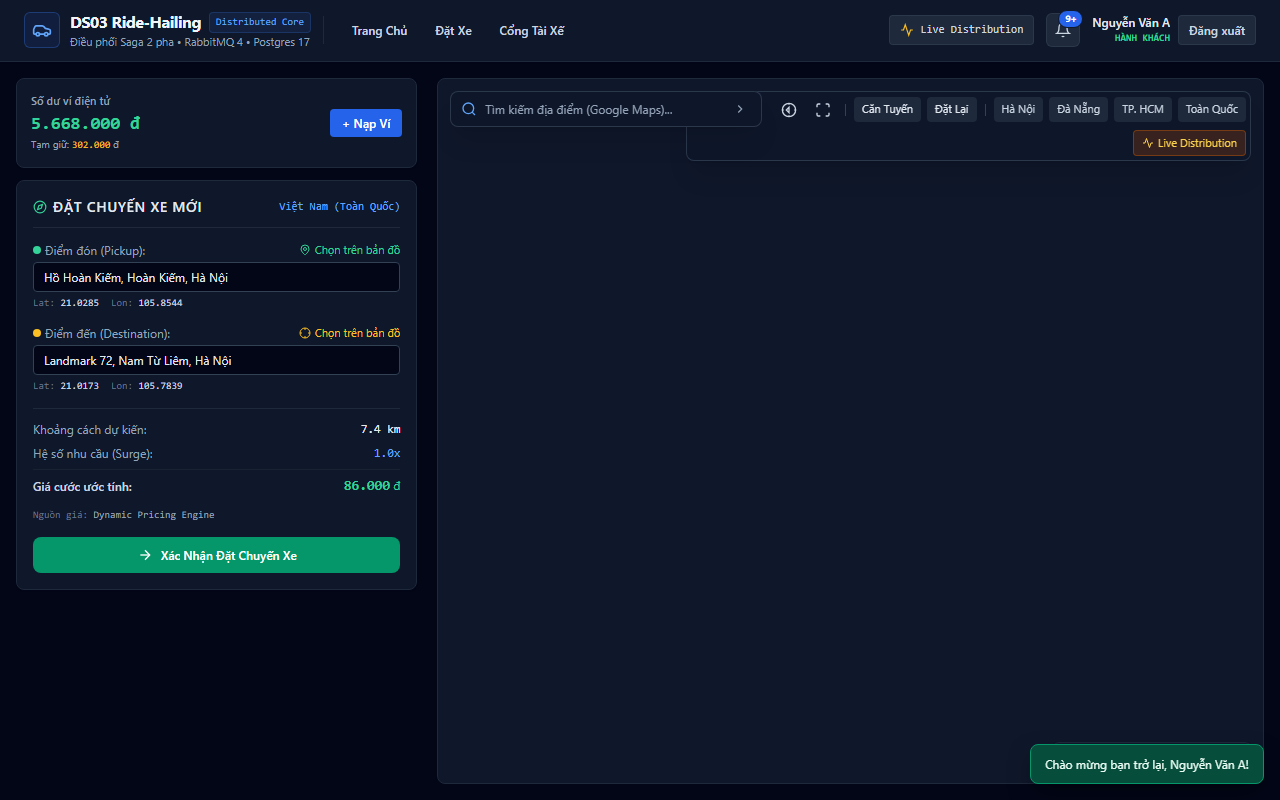 DS03 Ride-Hailing
Distributed Core
Điều phối Saga 2 pha • RabbitMQ 4 • Postgres 17
Trang Chủ
Đặt Xe
Cổng Tài Xế
Live Distribution
9+
Nguyễn Văn A
HÀNH KHÁCH
Đăng xuất
Số dư ví điện tử
5.668.000 đ
Tạm giữ: 302.000 đ
+ Nạp Ví
ĐẶT CHUYẾN XE MỚI
Việt Nam (Toàn Quốc)
Điểm đón (Pickup):
Chọn trên bản đồ
Hồ Hoàn Kiếm, Hoàn Kiếm, Hà Nội
Lat: 21.0285 Lon: 105.8544
Điểm đến (Destination):
Chọn trên bản đồ
Landmark 72, Nam Từ Liêm, Hà Nội
Lat: 21.0173 Lon: 105.7839
Khoảng cách dự kiến:
7.4 km
Hệ số nhu cầu (Surge):
1.0x
Giá cước ước tính:
86.000 đ
Nguồn giá: Dynamic Pricing Engine
Xác Nhận Đặt Chuyến Xe
Tìm kiếm địa điểm (Google Maps)...
Căn Tuyến
Đặt Lại
Hà Nội
Đà Nẵng
TP. HCM
Toàn Quốc
Live Distribution
Chào mừng bạn trở lại, Nguyễn Văn A!